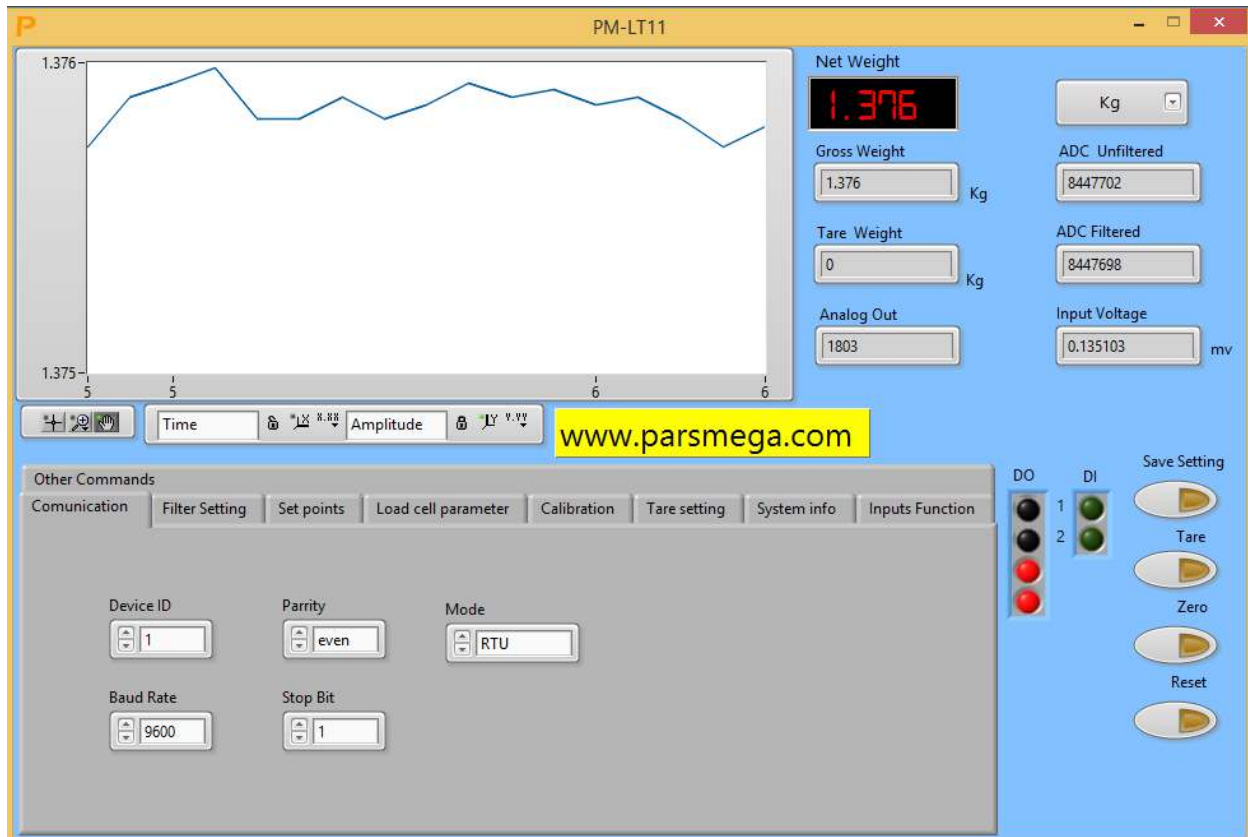 P
PM-LT11
1.376
1.375
5
5
6
6
Time
Amplitude
www.parsmega.com
Net Weight
1.376
Kg
Gross Weight
1.376
Kg
ADC Unfiltered
8447702
Tare Weight
0
Kg
ADC Filtered
8447698
Analog Out
1803
Input Voltage
0.135103
mv
Other Commands
Comunication
Filter Setting
Set points
Load cell parameter
Calibration
Tare setting
System info
Inputs Function
Device ID
1
Parrity
even
Mode
RTU
Baud Rate
9600
Stop Bit
1
DO
DI
1
2
Save Setting
Tare
Zero
Reset